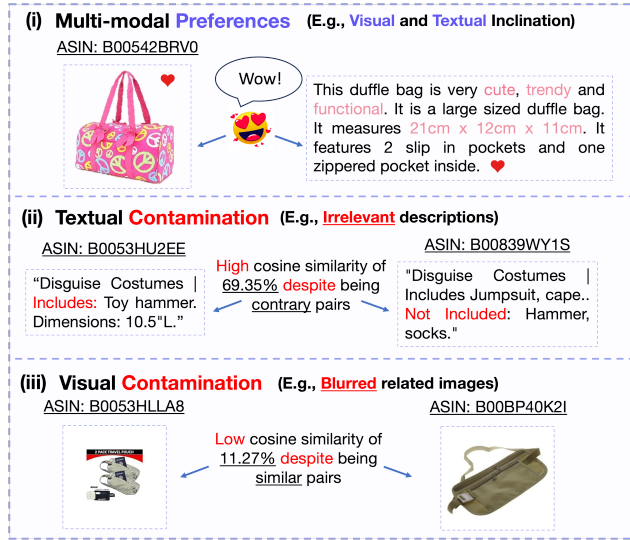 (i) Multi-modal Preferences (E.g., Visual and Textual Inclination)
ASIN: B00542BRV0
Wow!
This duffle bag is very cute, trendy and
functional. It is a large sized duffle bag.
It measures 21cm x 12cm x 11cm. It
features 2 slip in pockets and one
zippered pocket inside.
(ii) Textual Contamination (E.g., Irrelevant descriptions)
ASIN: B0053HU2EE
“Disguise Costumes |
Includes: Toy hammer.
Dimensions: 10.5"L.”
High cosine similarity of
69.35% despite being
contrary pairs
ASIN: B00839WY1S
"Disguise Costumes |
Includes Jumpsuit, cape..
Not Included: Hammer,
socks."
(iii) Visual Contamination (E.g., Blurred related images)
ASIN: B0053HLLA8
2 PACK TRAVEL POUCH
Low cosine similarity of
11.27% despite being
similar pairs
ASIN: B00BP40K2I